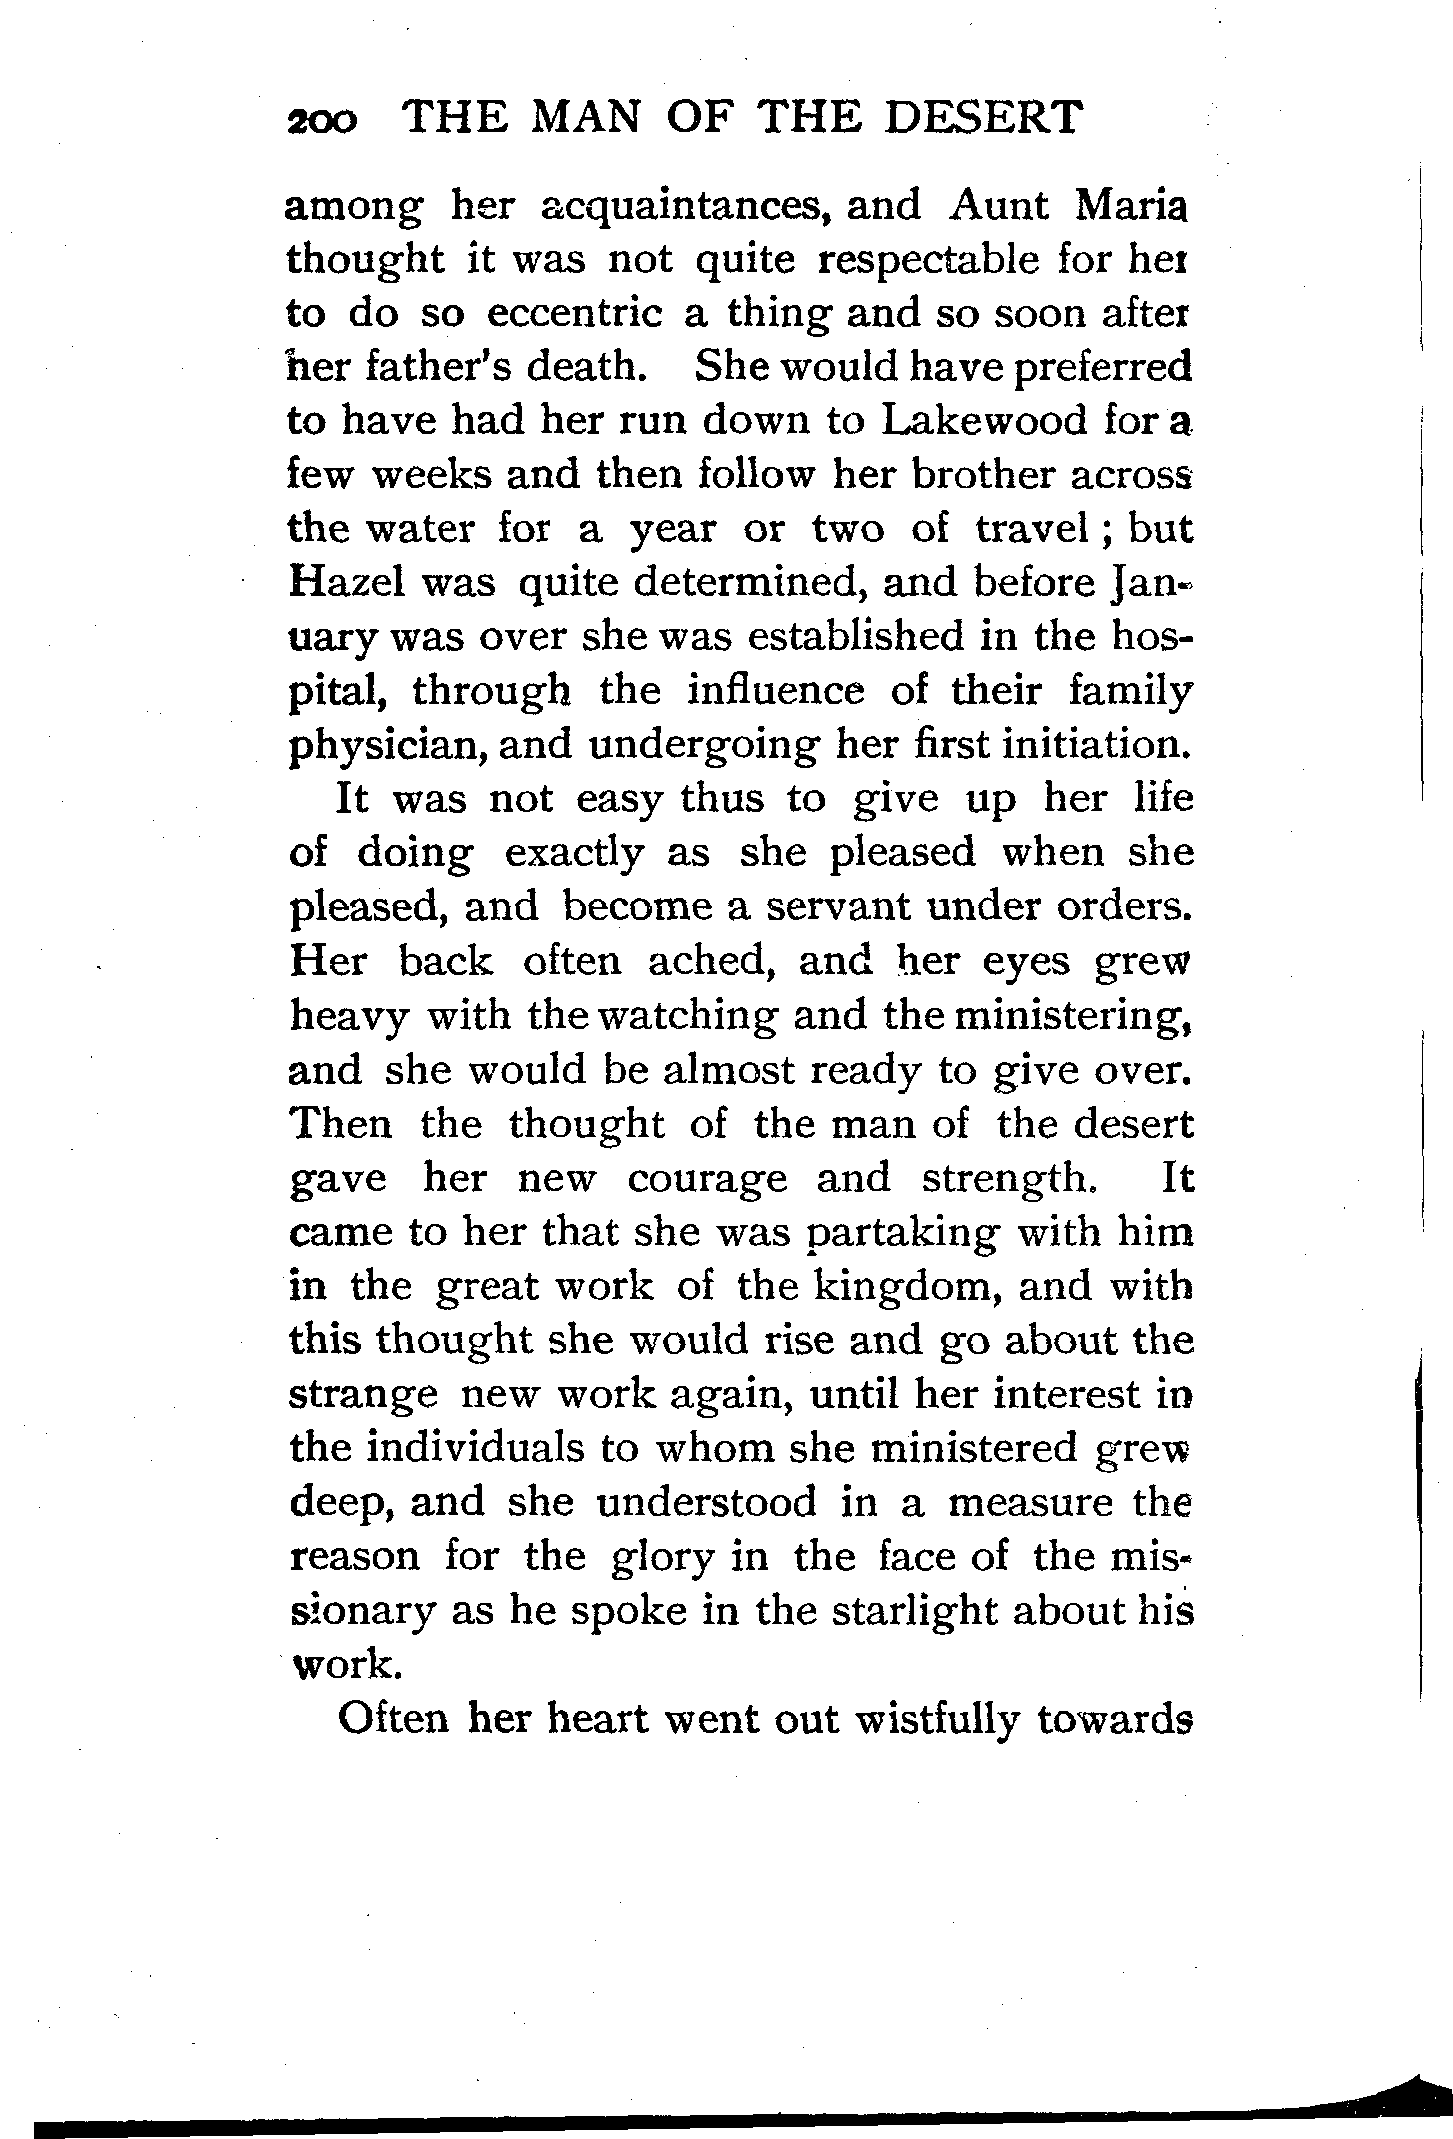 200 THE MAN OF THE DESERT
among her acquaintances, and Aunt Maria
thought it was not quite respectable for her
to do so eccentric a thing and so soon after
her father's death. She would have preferred
to have had her run down to Lakewood for a
few weeks and then follow her brother across
the water for a year or two of travel ; but
Hazel was quite determined, and before Jan-
uary was over she was established in the hos-
pital, through the influence of their family
physician, and undergoing her first initiation.
It was not easy thus to give up her life
of doing exactly as she pleased when she
pleased, and become a servant under orders.
Her back often ached, and her eyes grew
heavy with the watching and the ministering,
and she would be almost ready to give over.
Then the thought of the man of the desert
gave her new courage and strength. It
came to her that she was partaking with him
in the great work of the kingdom, and with
this thought she would rise and go about the
strange new work again, until her interest in
the individuals to whom she ministered grew
deep, and she understood in a measure the
reason for the glory in the face of the mis-
sionary as he spoke in the starlight about his
work.
Often her heart went out wistfully towards